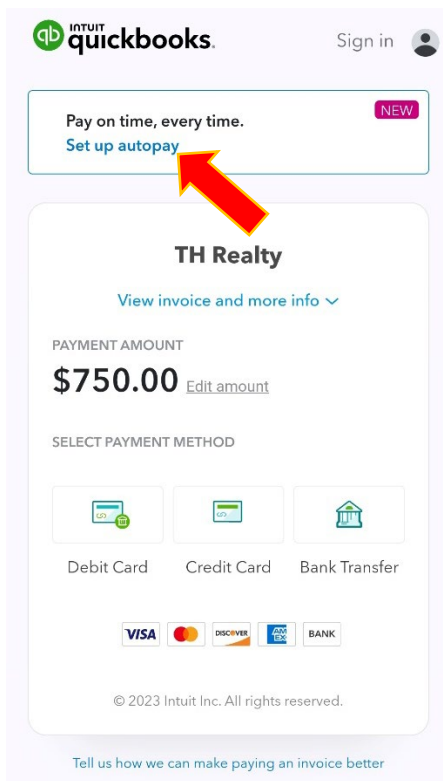 INTUIT
quickbooks.
Sign in
NEW
Pay on time, every time.
Set up autopay
TH Realty
View invoice and more info
PAYMENT AMOUNT
$750.00 Edit amount
SELECT PAYMENT METHOD
Debit Card Credit Card Bank Transfer
VISA DISCOVER AM EX BANK
© 2023 Intuit Inc. All rights reserved.
Tell us how we can make paying an invoice better